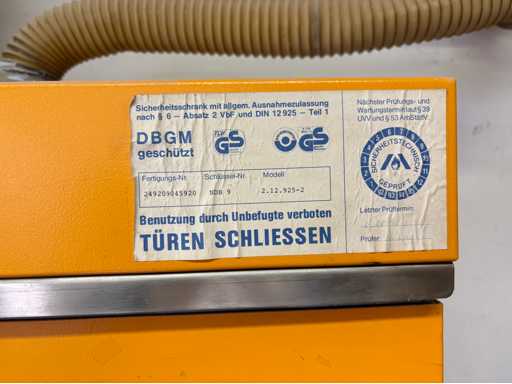 Sicherheitsschrank mit allgem. Ausnahmezulassung
nach § 6 – Absatz 2 VbF und DIN 12925 – Teil 1
DBGM
geschützt
GS
GS
Fertigungs-Nr.
Schlüssel-Nr.
Modell
249209045920
NDB 9
2.12.925-2
Benutzung durch Unbefugte verboten
TÜREN SCHLIESSEN
Nächster Prüfungs- und
Wartungstermin laut § 39
UVV und § 53 ArbStättV:
SICHERHEITSTECHNISCH
GEPRÜFT
Letzter Prüftermin:
Prüfer: